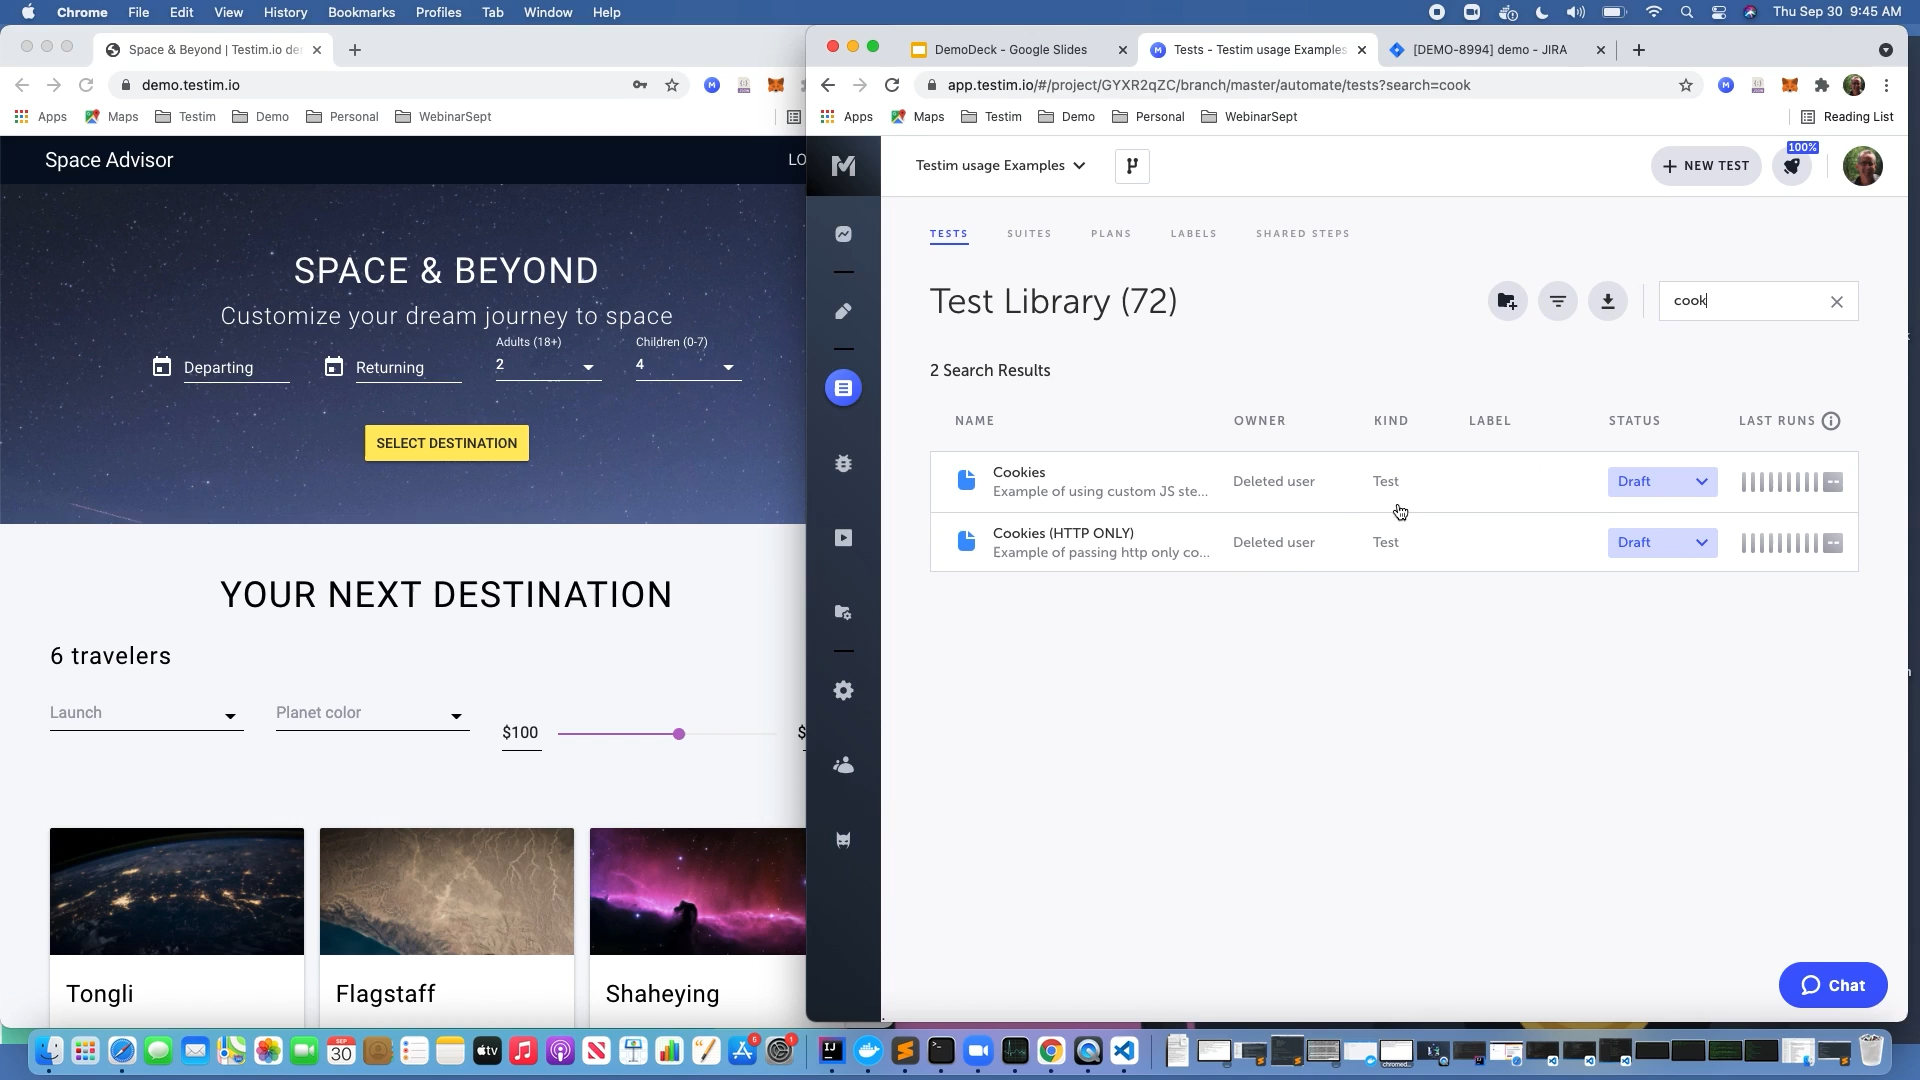 Chrome File Edit View History Bookmarks Profiles Tab Window Help
Thu Sep 30 9:45 AM
Space & Beyond | Testim.io de
demo.testim.io
Apps Maps Testim Demo Personal WebinarSept
Space Advisor
LO
SPACE & BEYOND
Customize your dream journey to space
Adults (18+) Children (0-7)
Departing Returning 2 4
SELECT DESTINATION
YOUR NEXT DESTINATION
6 travelers
Launch Planet color
$100 $
Tongli Flagstaff Shaheying
DemoDeck - Google Slides
Tests - Testim usage Examples
[DEMO-8994] demo - JIRA
app.testim.io/#/project/GYXR2qZC/branch/master/automate/tests?search=cook
Apps Maps Testim Demo Personal WebinarSept Reading List
Testim usage Examples
NEW TEST
100%
TESTS SUITES PLANS LABELS SHARED STEPS
Test Library (72)
cook
2 Search Results
NAME OWNER KIND LABEL STATUS LAST RUNS
Cookies
Example of using custom JS ste...
Deleted user Test Draft
Cookies (HTTP ONLY)
Example of passing http only co...
Deleted user Test Draft
Chat
SEP
30
tv
5
1
IJ